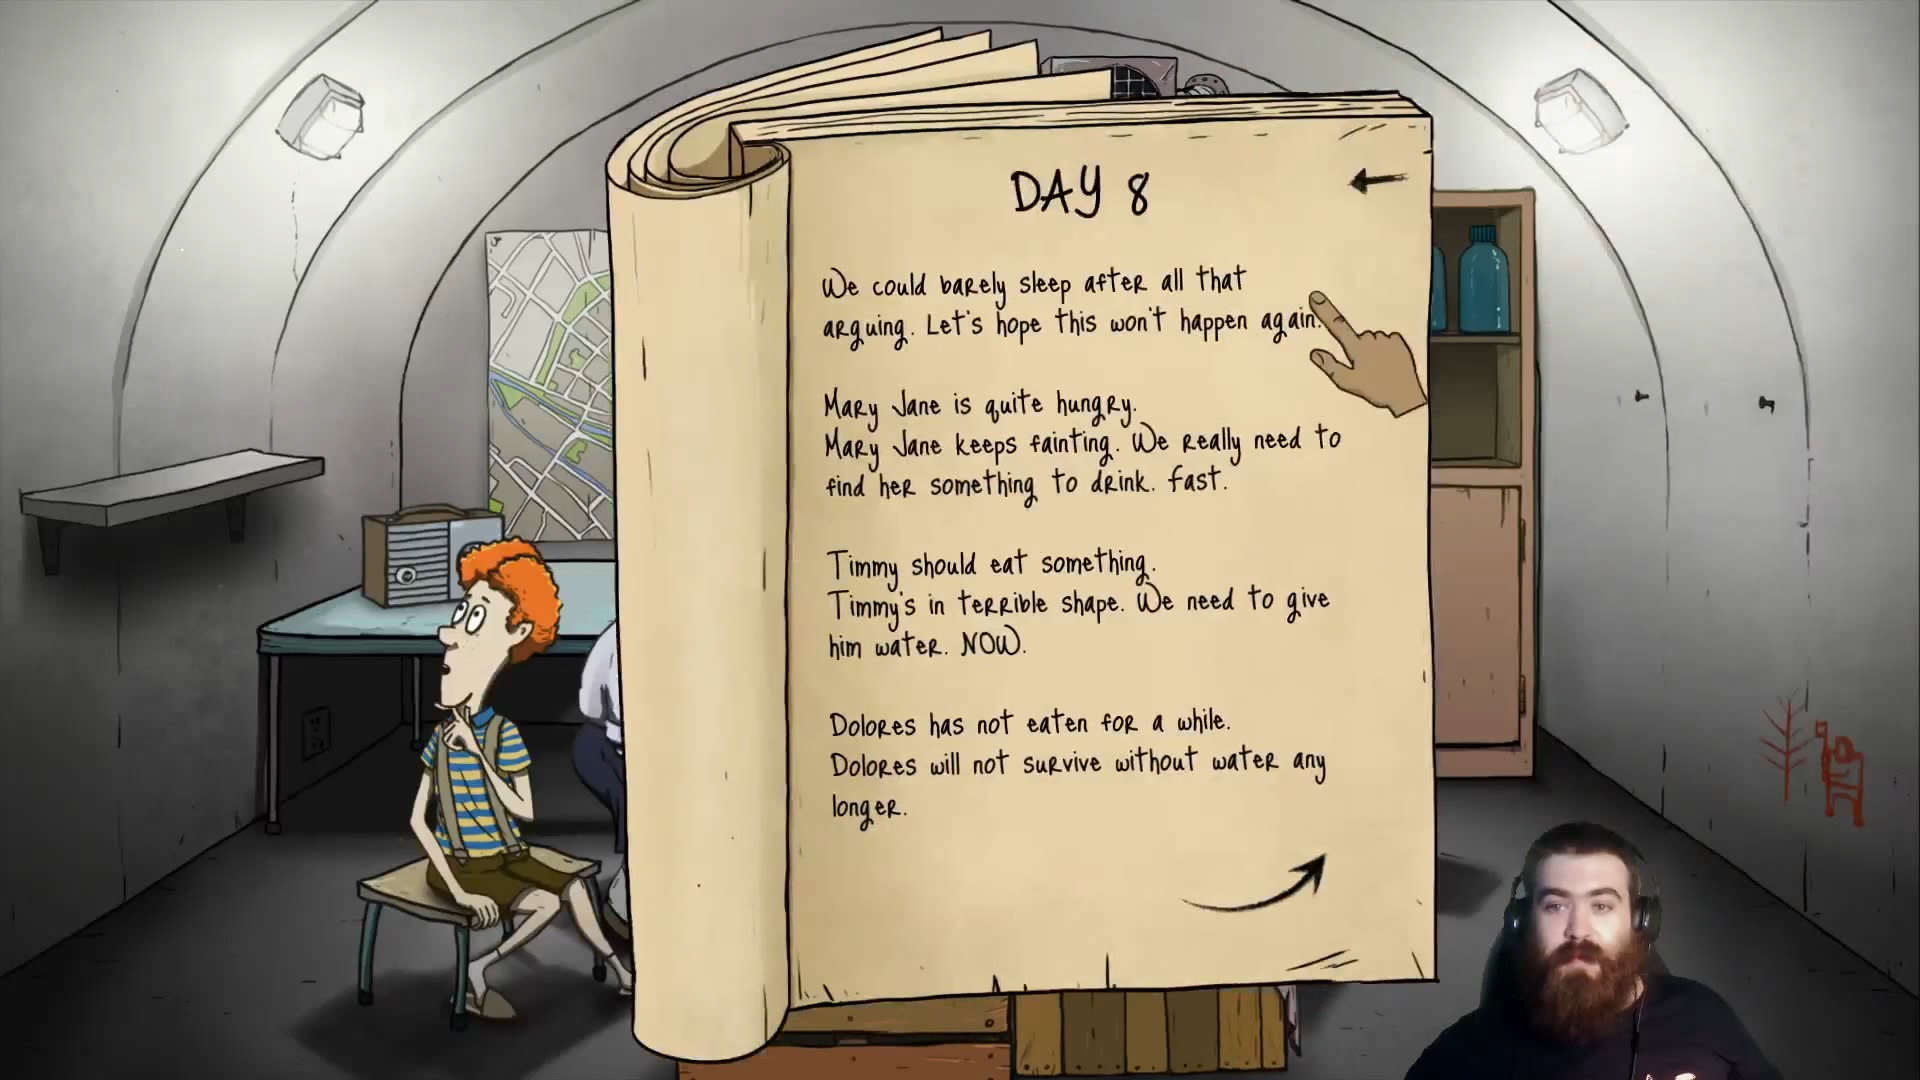 DAY 8
We could barely sleep after all that
arguing. Let's hope this won't happen again.
Mary Jane is quite hungry.
Mary Jane keeps fainting. We really need to
find her something to drink. Fast.
Timmy should eat something.
Timmy's in terrible shape. We need to give
him water. NOW.
Dolores has not eaten for a while.
Dolores will not survive without water any
longer.